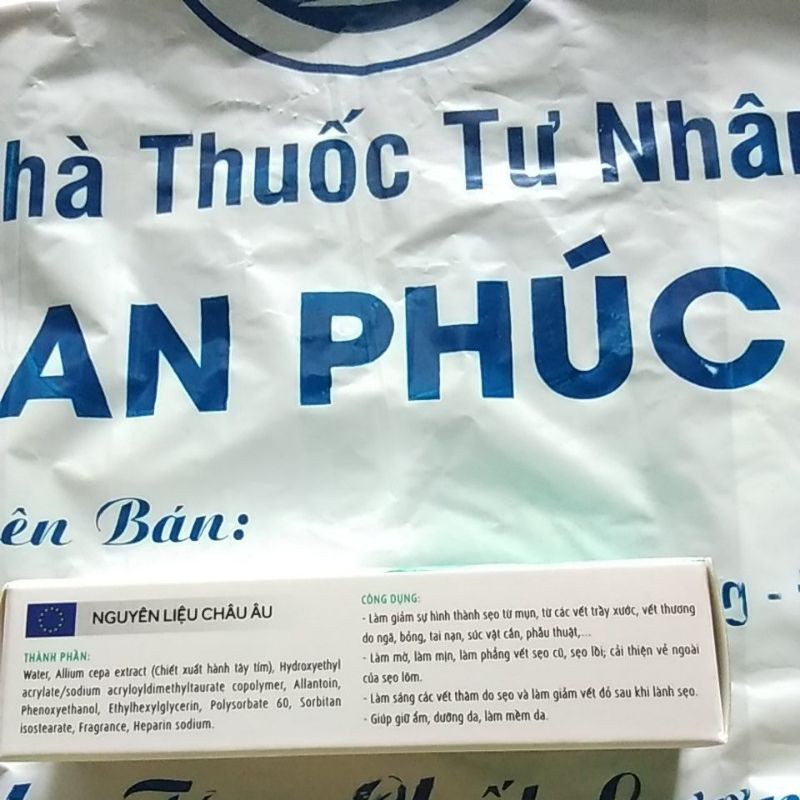 hà Thuốc Tư Nhân
AN PHÚC
ên Bán:
NGUYÊN LIỆU CHÂU ÂU
THÀNH PHẦN:
Water, Allium cepa extract (Chiết xuất hành tây tím), Hydroxyethyl
acrylate/sodium acryloyldimethyltaurate copolymer, Allantoin,
Phenoxyethanol, Ethylhexylglycerin, Polysorbate 60, Sorbitan
isostearate, Fragrance, Heparin sodium.
CÔNG DỤNG:
- Làm giảm sự hình thành sẹo từ mụn, từ các vết trầy xước, vết thương
do ngã, bỏng, tai nạn, súc vật cắn, phẫu thuật,...
- Làm mờ, làm mịn, làm phẳng vết sẹo cũ, sẹo lồi; cải thiện vẻ ngoài
của sẹo lõm.
- Làm sáng các vết thâm do sẹo và làm giảm vết đỏ sau khi lành sẹo.
- Giúp giữ ẩm, dưỡng da, làm mềm da.